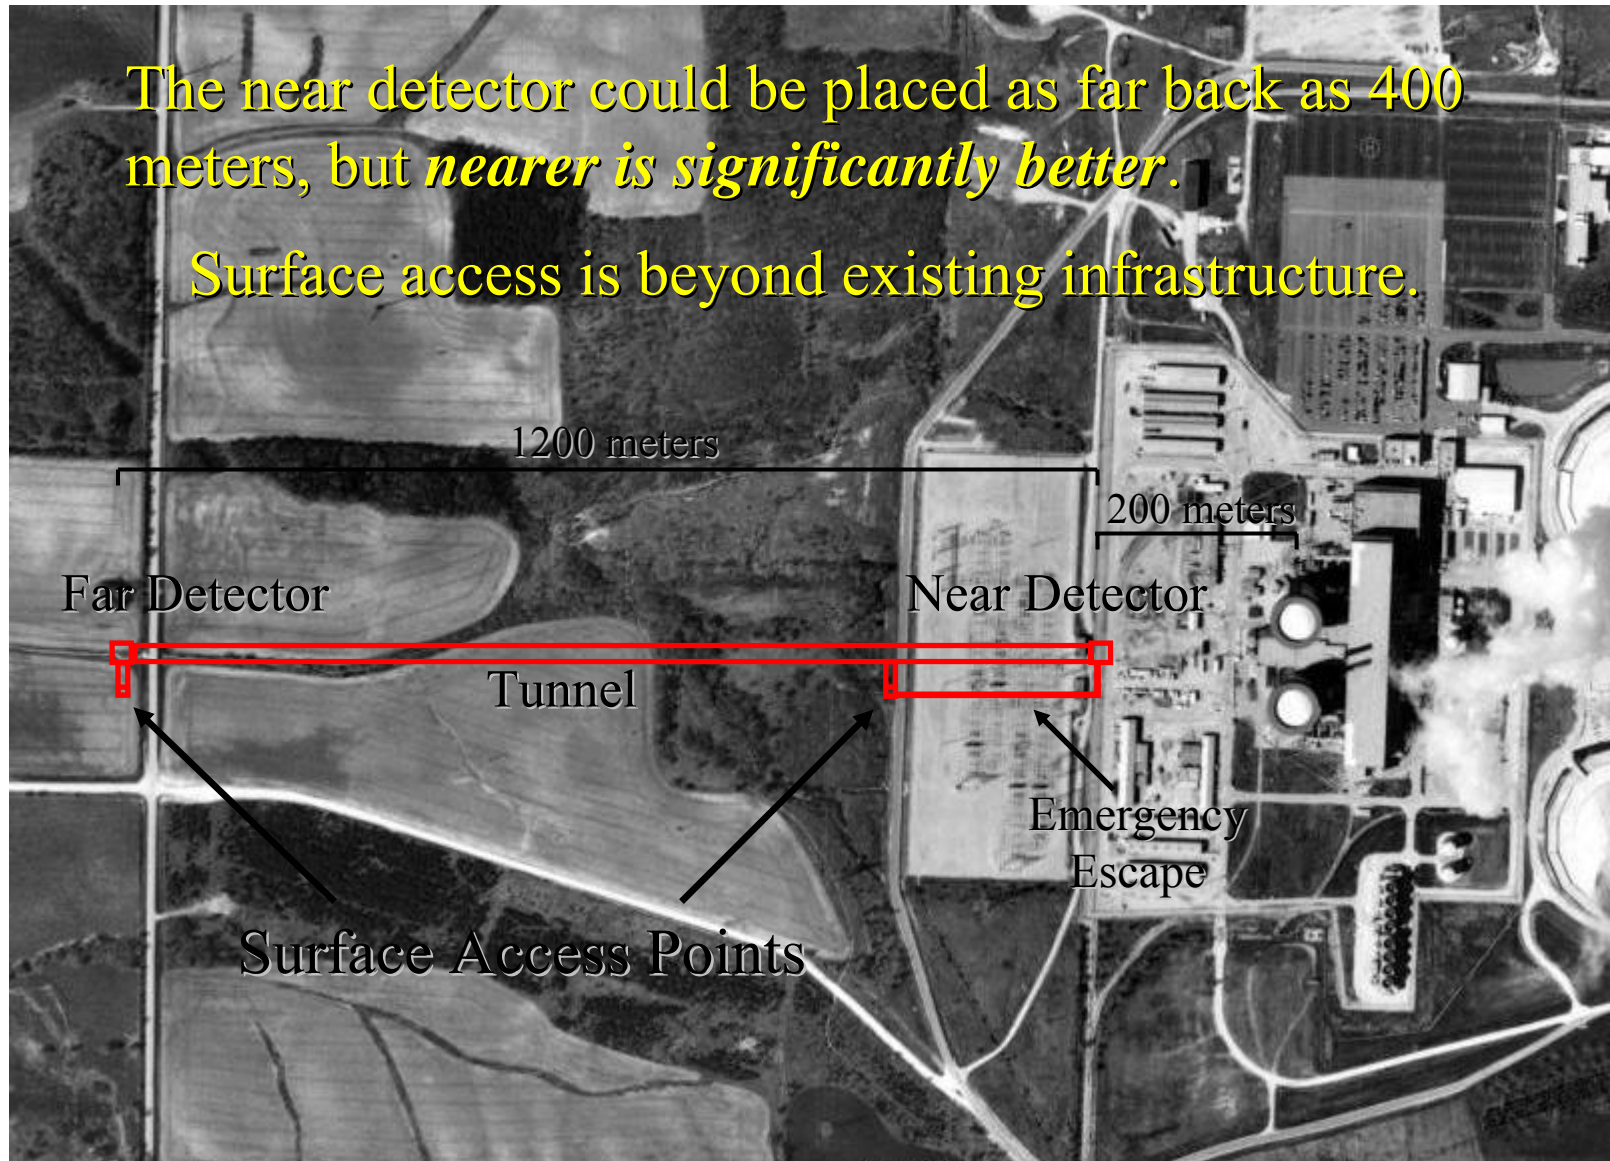 The near detector could be placed as far back as 400
meters, but nearer is significantly better.
Surface access is beyond existing infrastructure.
1200 meters
200 meters
Far Detector
Near Detector
Tunnel
Emergency
Escape
Surface Access Points